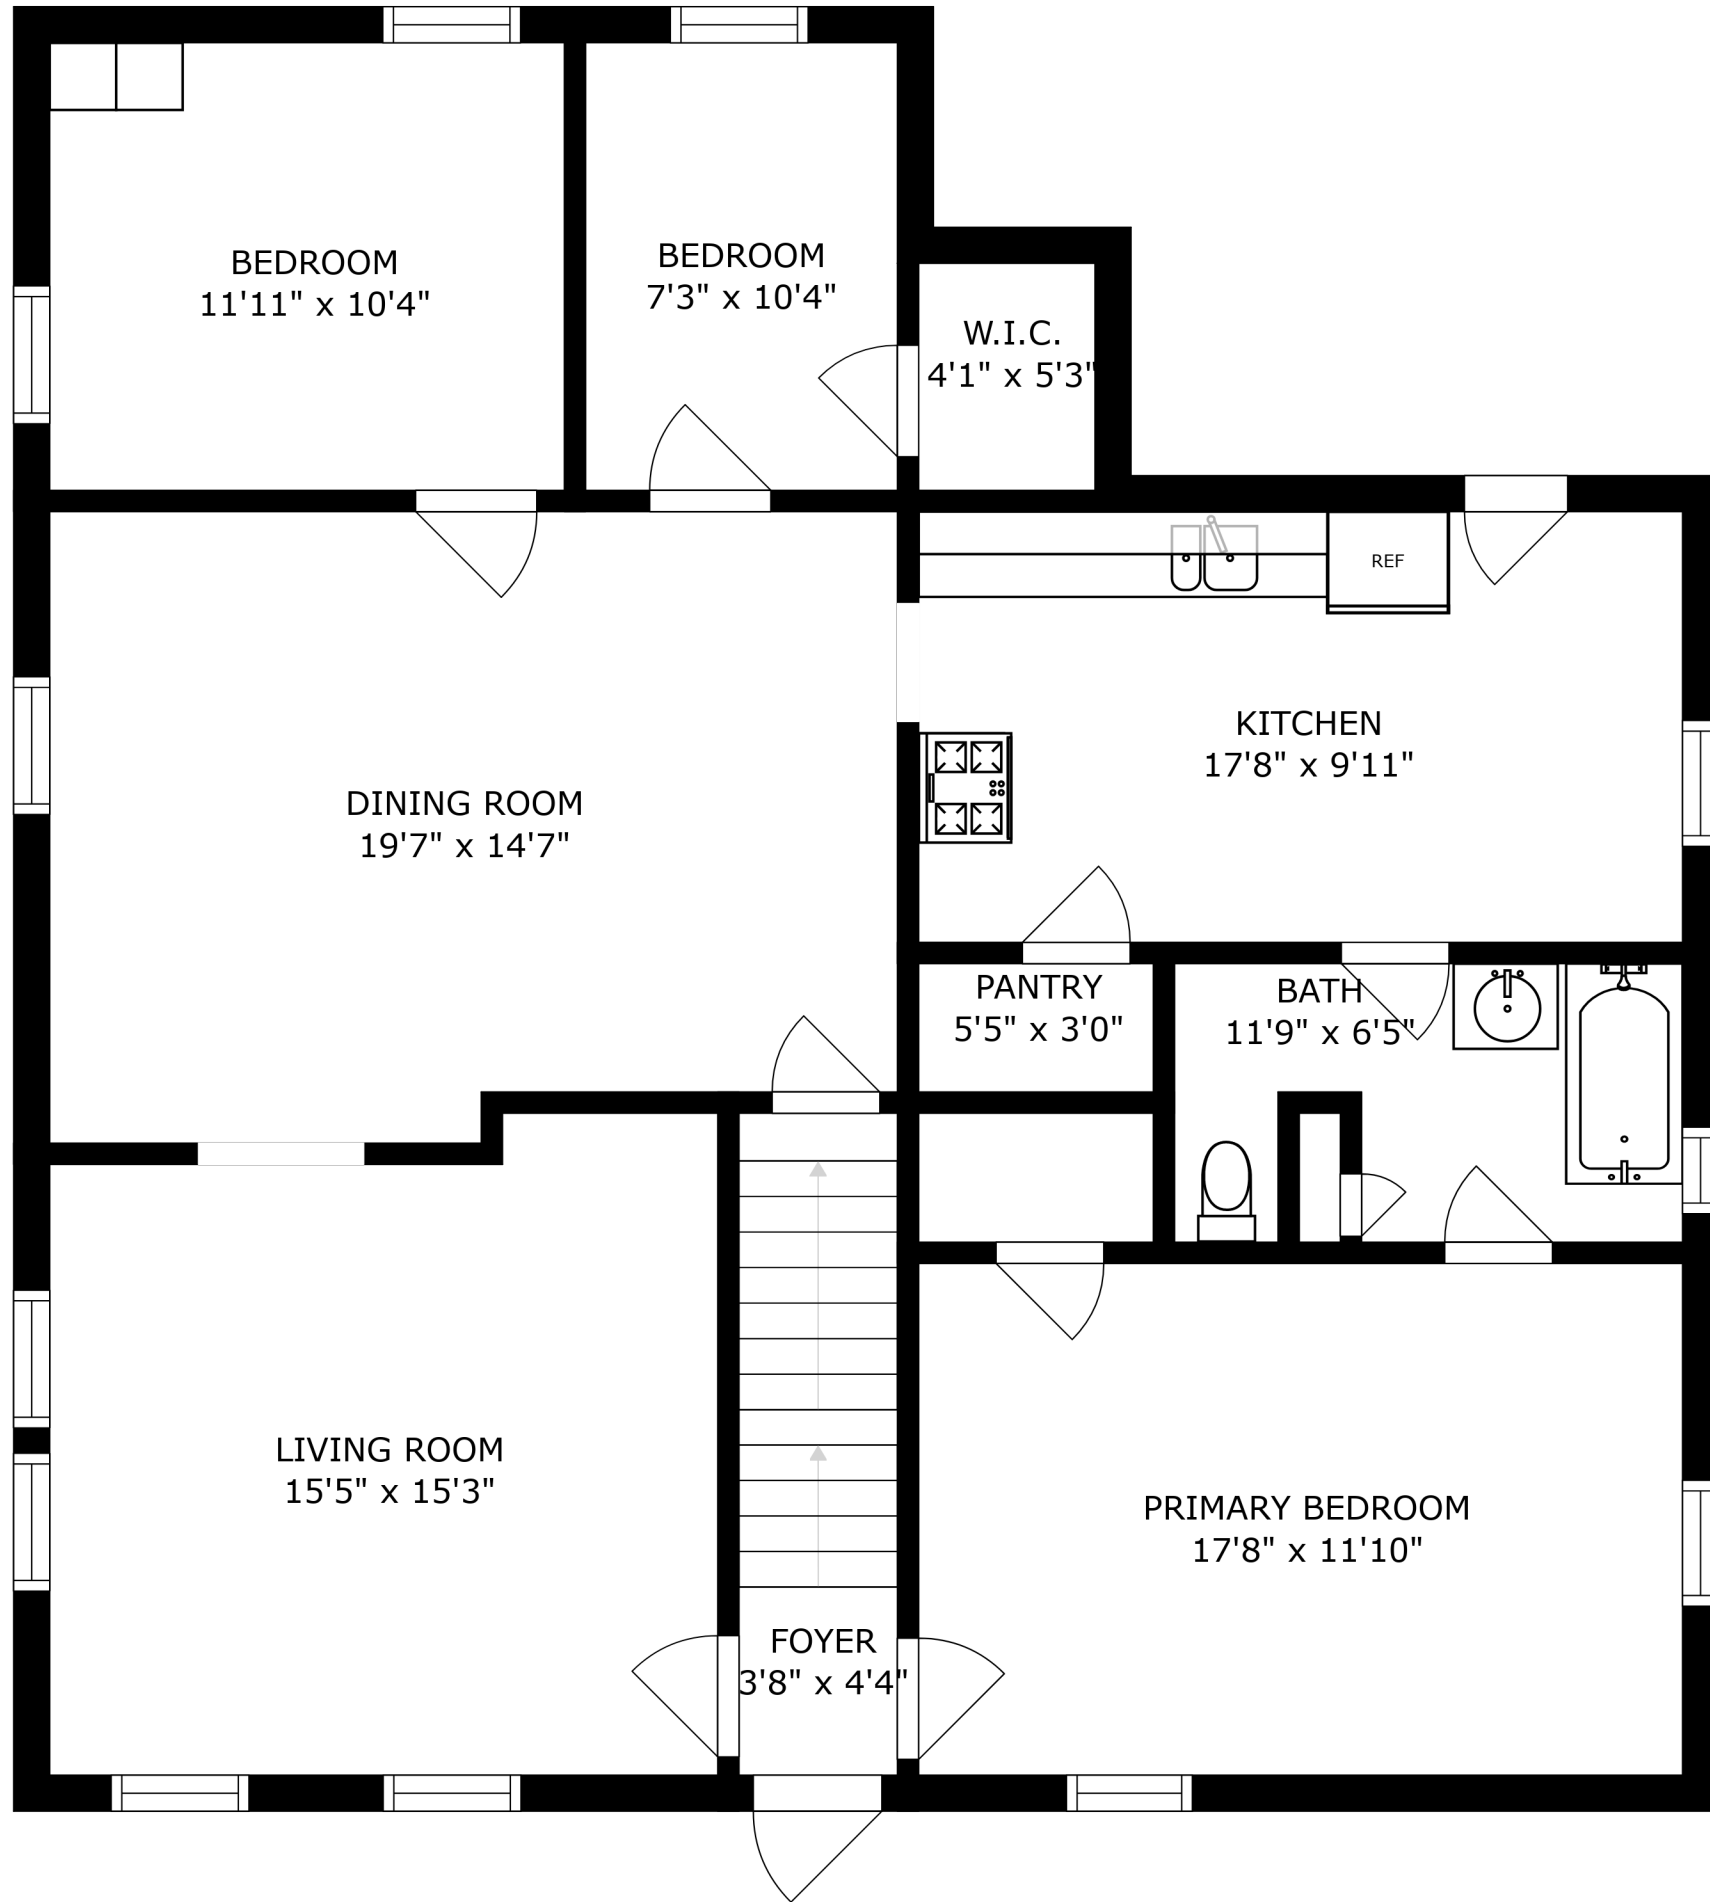 BEDROOM
11'11" x 10'4"
BEDROOM
7'3" x 10'4"
W.I.C.
4'1" x 5'3"
REF
KITCHEN
17'8" x 9'11"
DINING ROOM
19'7" x 14'7"
PANTRY
5'5" x 3'0"
BATH
11'9" x 6'5"
LIVING ROOM
15'5" x 15'3"
PRIMARY BEDROOM
17'8" x 11'10"
FOYER
3'8" x 4'4"